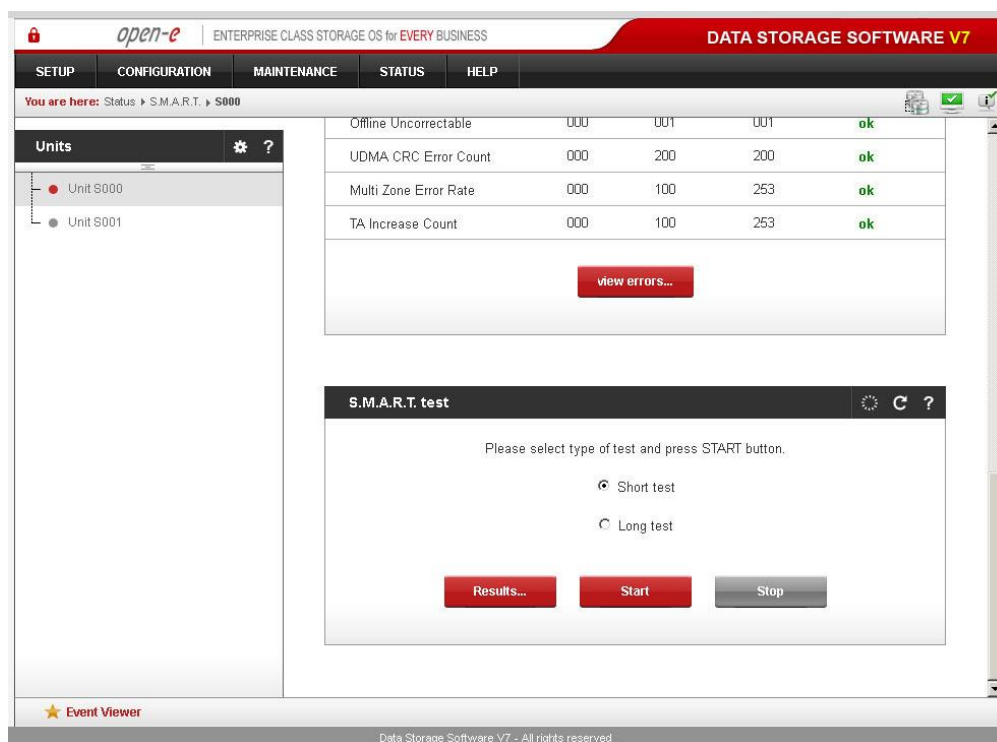 open-e ENTERPRISE CLASS STORAGE OS for EVERY BUSINESS DATA STORAGE SOFTWARE V7
SETUP CONFIGURATION MAINTENANCE STATUS HELP
You are here: Status S.M.A.R.T. S000
Units ?
Unit S000
Unit S001
Offline Uncorrectable 000 001 001 ok
UDMA CRC Error Count 000 200 200 ok
Multi Zone Error Rate 000 100 253 ok
TA Increase Count 000 100 253 ok
view errors...
S.M.A.R.T. test ?
Please select type of test and press START button.
Short test
Long test
Results... Start Stop
Event Viewer
Data Storage Software V7 - All rights reserved